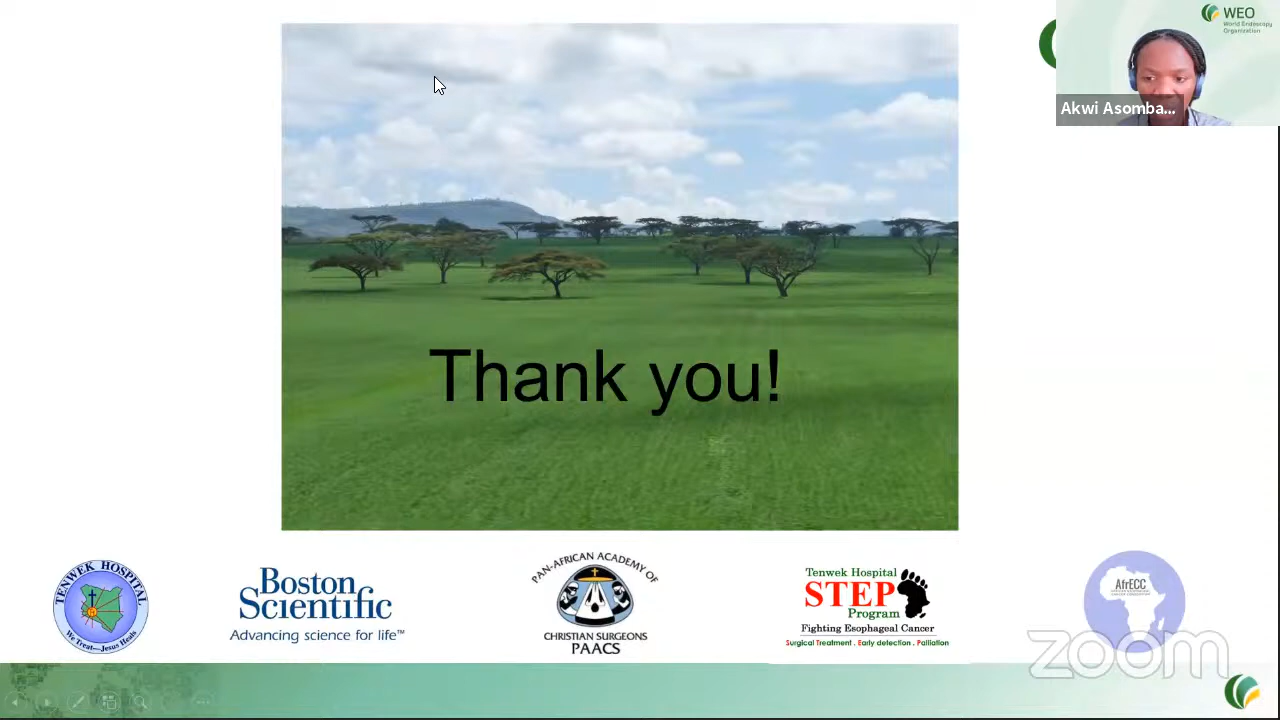 WEO
World Endoscopy
Organization
Akwi Asomba...
Thank you!
TENWEK HOSPITAL
We Treat—Jesus
Boston
Scientific
Advancing science for life™
PAN-AFRICAN ACADEMY OF
CHRISTIAN SURGEONS
PAACS
Tenwek Hospital
STEP
Program
Fighting Esophageal Cancer
Surgical Treatment . Early detection . Palliation
AfrECC
zoom